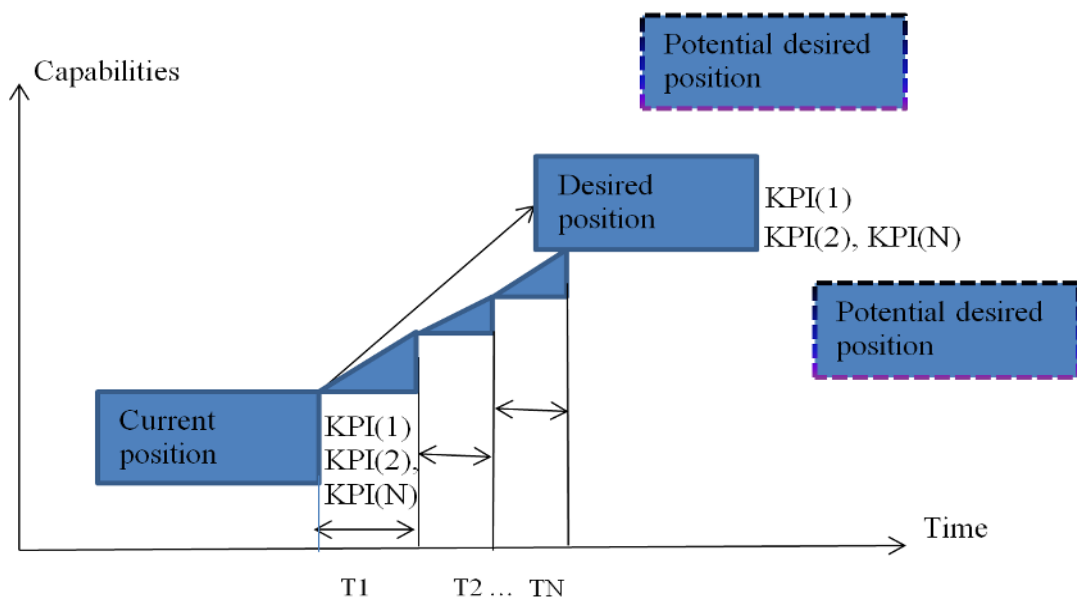 Potential desired
position
Capabilities
Desired
position
KPI(1)
KPI(2), KPI(N)
Potential desired
position
Current
position
KPI(1)
KPI(2),
KPI(N)
Time
T1
T2 ...
TN